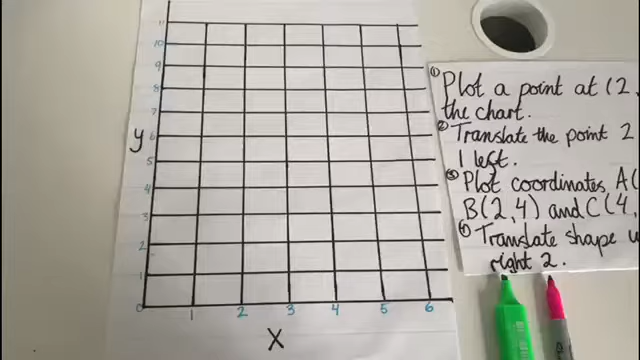 11
10
9
8
7
6
y
5
4
3
2
1
0 1 2 3 4 5 6
X
① Plot a point at (2,
the chart.
② Translate the point 2
1 left.
③ Plot coordinates A(
B(2,4) and C(4,
④ Translate shape
right 2.